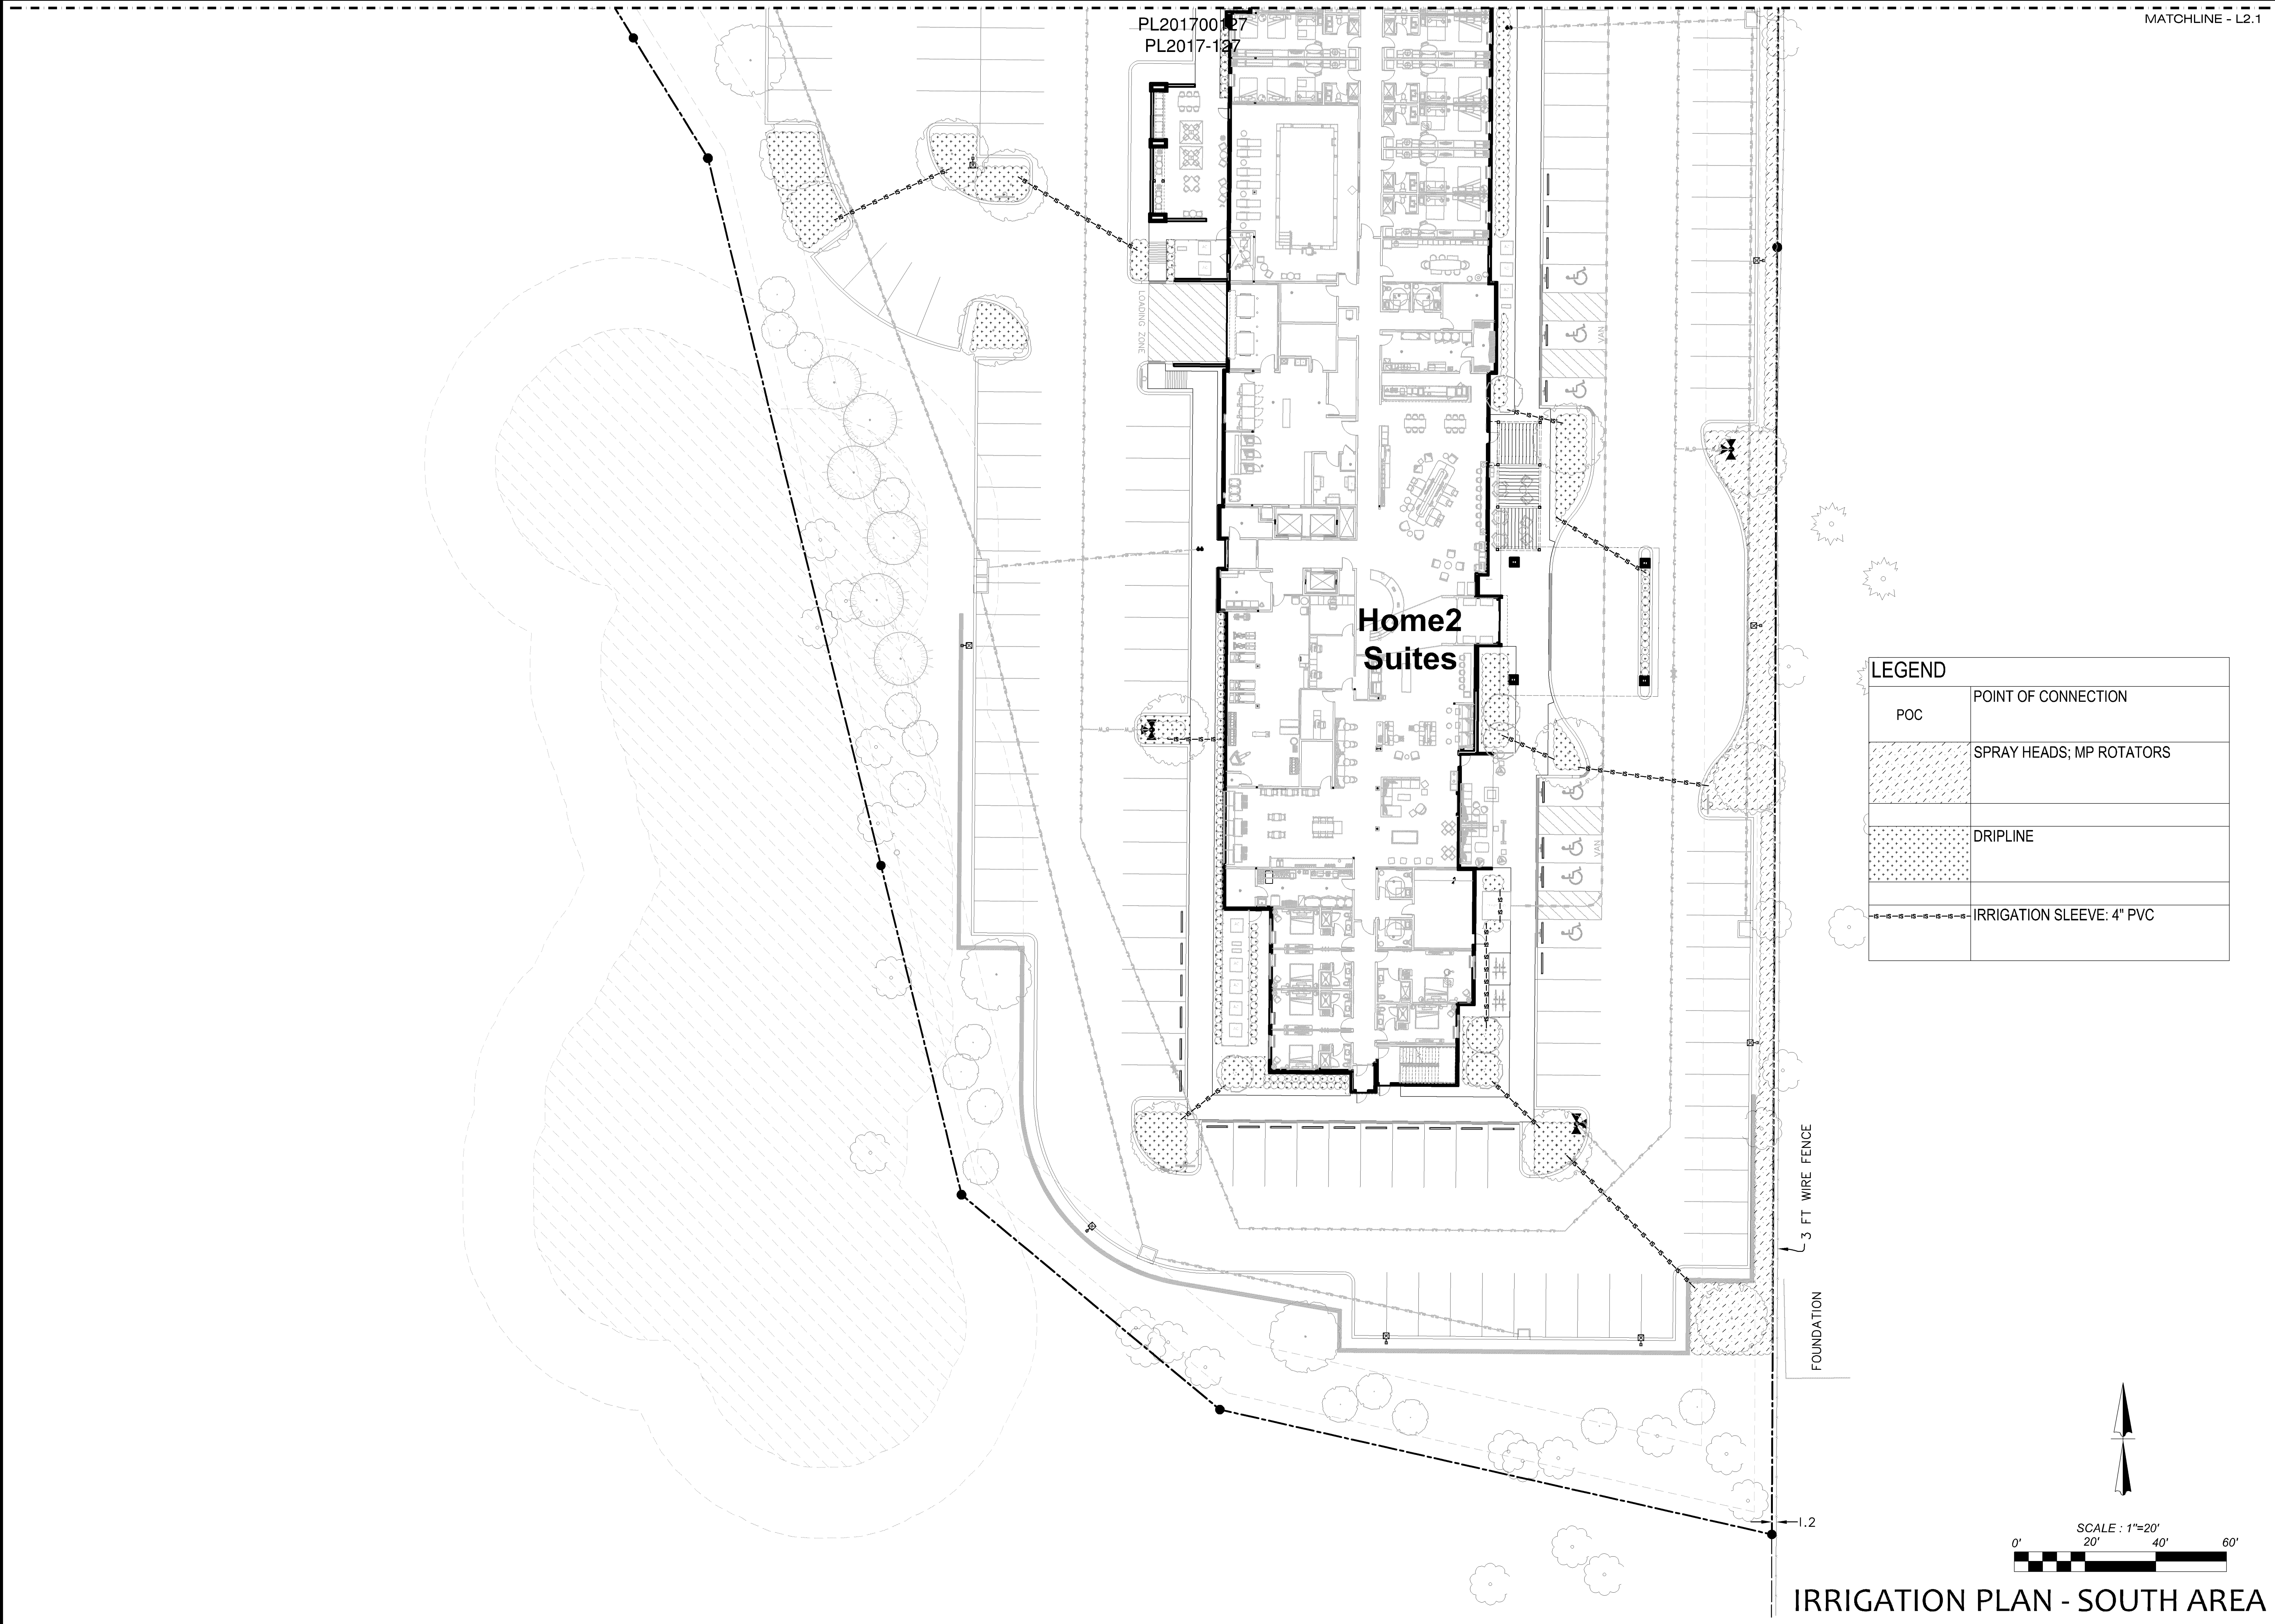 PL201700127
PL2017-127
MATCHLINE - L2.1
LOADING ZONE
VAN
Home2
Suites
VAN
LEGEND
POC
POINT OF CONNECTION
SPRAY HEADS; MP ROTATORS
DRIPLINE
IRRIGATION SLEEVE: 4" PVC
3 FT WIRE FENCE
FOUNDATION
1.2
SCALE : 1"=20'
0' 20' 40' 60'
IRRIGATION PLAN - SOUTH AREA